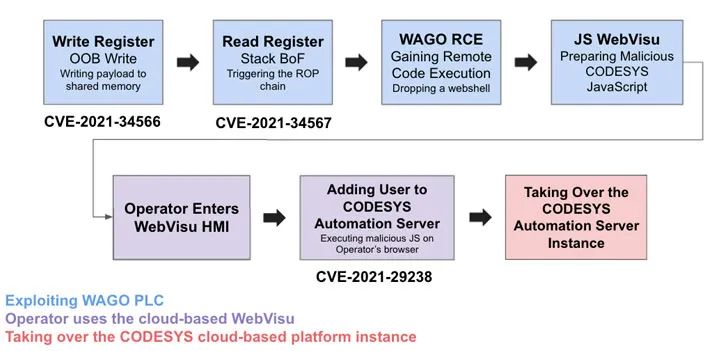 Write Register
OOB Write
Writing payload to
shared memory
CVE-2021-34566
Read Register
Stack BoF
Triggering the ROP
chain
CVE-2021-34567
WAGO RCE
Gaining Remote
Code Execution
Dropping a webshell
JS WebVisu
Preparing Malicious
CODESYS
JavaScript
Operator Enters
WebVisu HMI
Adding User to
CODESYS
Automation Server
Executing malicious JS on
Operator's browser
CVE-2021-29238
Taking Over the
CODESYS
Automation Server
Instance
Exploiting WAGO PLC
Operator uses the cloud-based WebVisu
Taking over the CODESYS cloud-based platform instance